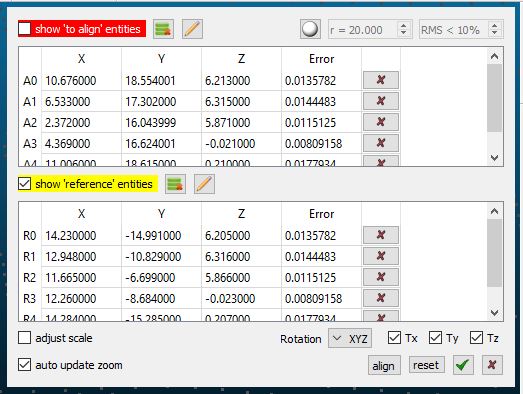 show 'to align' entities r = 20.000 RMS < 10%
X Y Z Error
A0 10.676000 18.554001 6.213000 0.0135782
A1 6.533000 17.302000 6.315000 0.0144483
A2 2.372000 16.043999 5.871000 0.0115125
A3 4.369000 16.624001 -0.021000 0.00809158
A4 11.006000 18.615000 0.210000 0.0177934
show 'reference' entities
X Y Z Error
R0 14.230000 -14.991000 6.205000 0.0135782
R1 12.948000 -10.829000 6.316000 0.0144483
R2 11.665000 -6.699000 5.866000 0.0115125
R3 12.260000 -8.684000 -0.023000 0.00809158
R4 14.284000 -15.285000 0.207000 0.0177934
adjust scale Rotation XYZ Tx Ty Tz
auto update zoom align reset